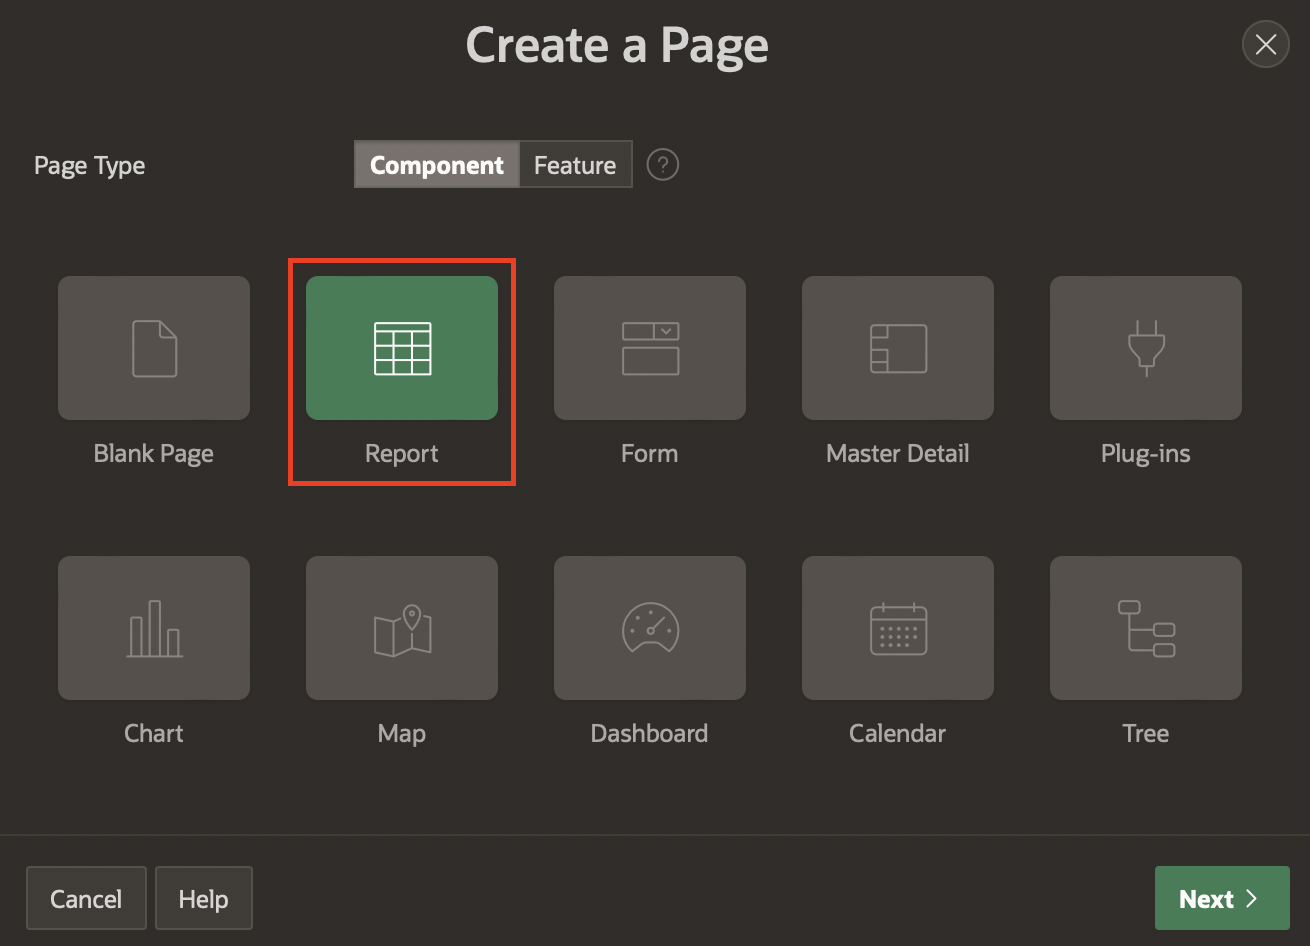 Create a Page
Page Type
Component Feature ?
Blank Page
Report
Form
Master Detail
Plug-ins
Chart
Map
Dashboard
Calendar
Tree
Cancel
Help
Next